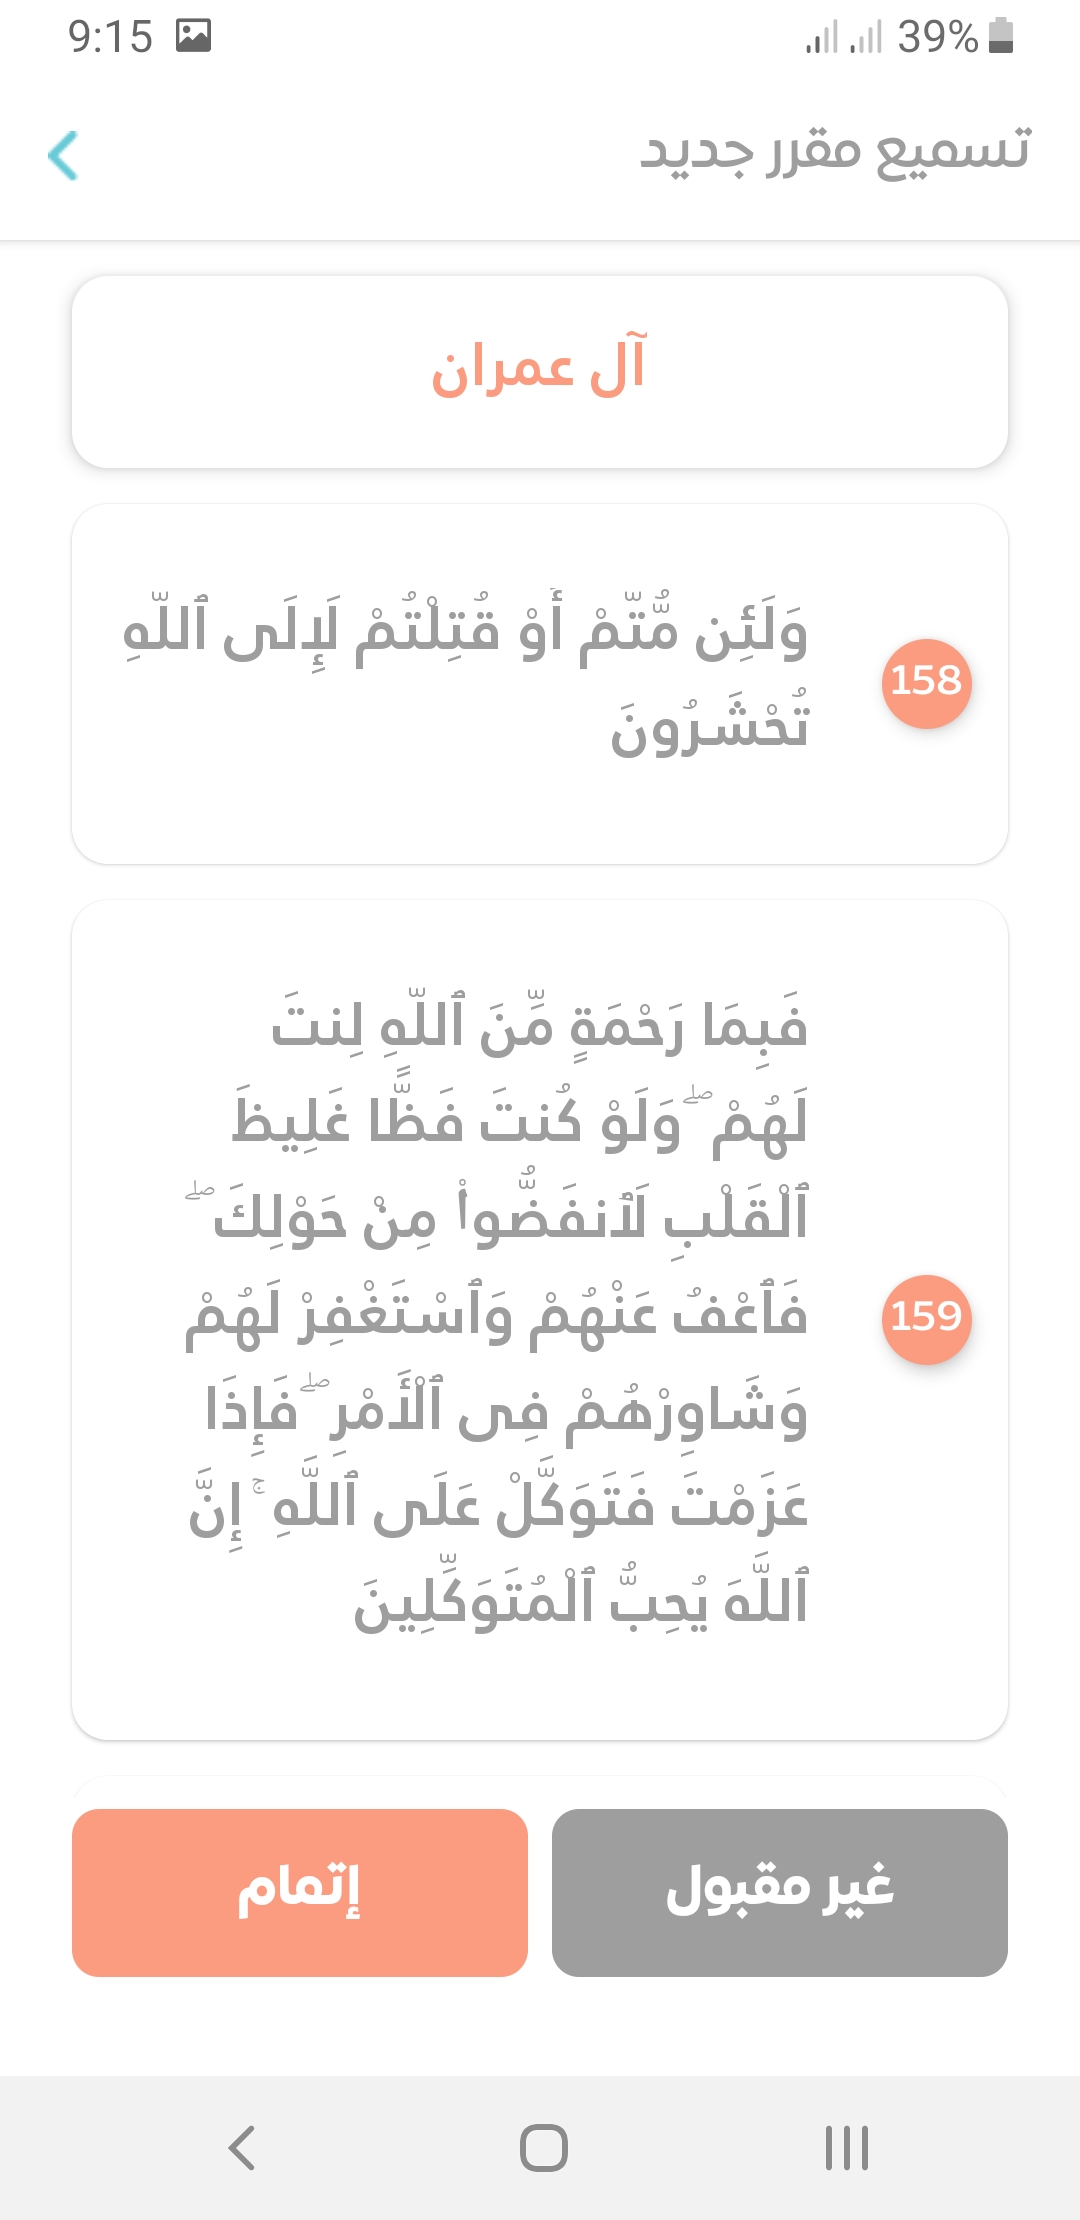 9:15
39%
تسميع مقرر جديد
آل عمران
وَلَئِن مُّتُّمْ أَوْ قُتِلْتُمْ لَإِلَى ٱللَّهِ
158
تُحْشَرُونَ
فَبِمَا رَحْمَةٍ مِّنَ ٱللَّهِ لِنتَ
لَهُمْ ۖ وَلَوْ كُنتَ فَظًّا غَلِيظَ
ٱلْقَلْبِ لَٱنفَضُّوا۟ مِنْ حَوْلِكَ ۖ
فَٱعْفُ عَنْهُمْ وَٱسْتَغْفِرْ لَهُمْ
159
وَشَاوِرْهُمْ فِى ٱلْأَمْرِ ۖ فَإِذَا
عَزَمْتَ فَتَوَكَّلْ عَلَى ٱللَّهِ ۚ إِنَّ
ٱللَّهَ يُحِبُّ ٱلْمُتَوَكِّلِينَ
غير مقبول
إتمام